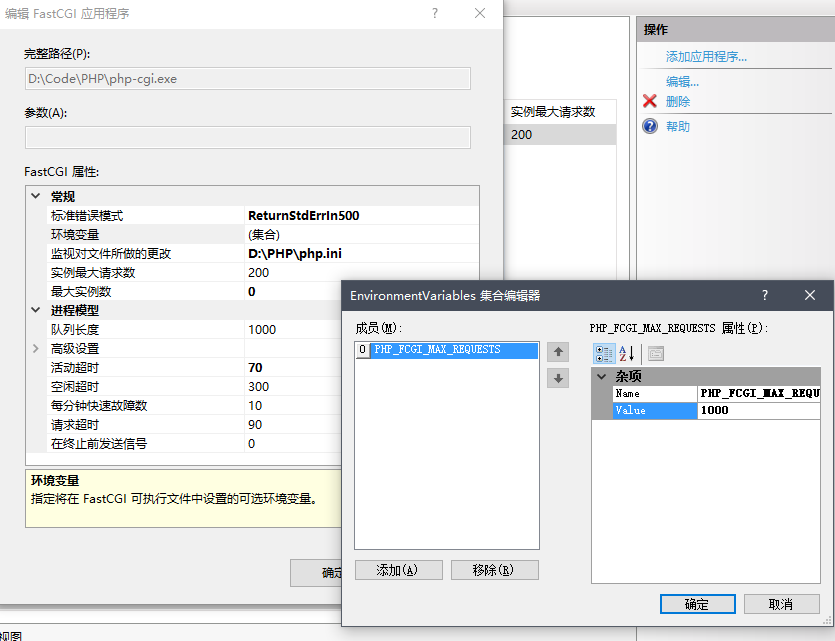 编辑 FastCGI 应用程序
?
完整路径(P):
D:\Code\PHP\php-cgi.exe
参数(A):
FastCGI 属性:
常规
标准错误模式 ReturnStdErrIn500
环境变量 (集合)
监视对文件所做的更改 D:\PHP\php.ini
实例最大请求数 200
最大实例数 0
进程模型
队列长度 1000
高级设置
活动超时 70
空闲超时 300
每分钟快速故障数 10
请求超时 90
在终止前发送信号 0
环境变量
指定将在 FastCGI 可执行文件中设置的可选环境变量。
确定
实例最大请求数
200
操作
添加应用程序...
编辑...
删除
帮助
EnvironmentVariables 集合编辑器
?
成员(M):
0 PHP_FCGI_MAX_REQUESTS
添加(A)
移除(R)
PHP_FCGI_MAX_REQUESTS 属性(P):
杂项
Name PHP_FCGI_MAX_REQU
Value 1000
确定
取消
视图